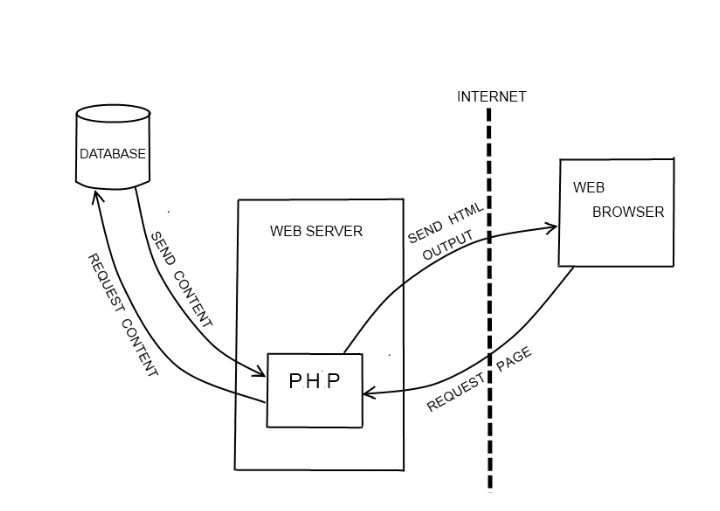 INTERNET
DATABASE
WEB
BROWSER
WEB SERVER
SEND HTML
OUTPUT
SEND CONTENT
REQUEST CONTENT
PHP
REQUEST PAGE